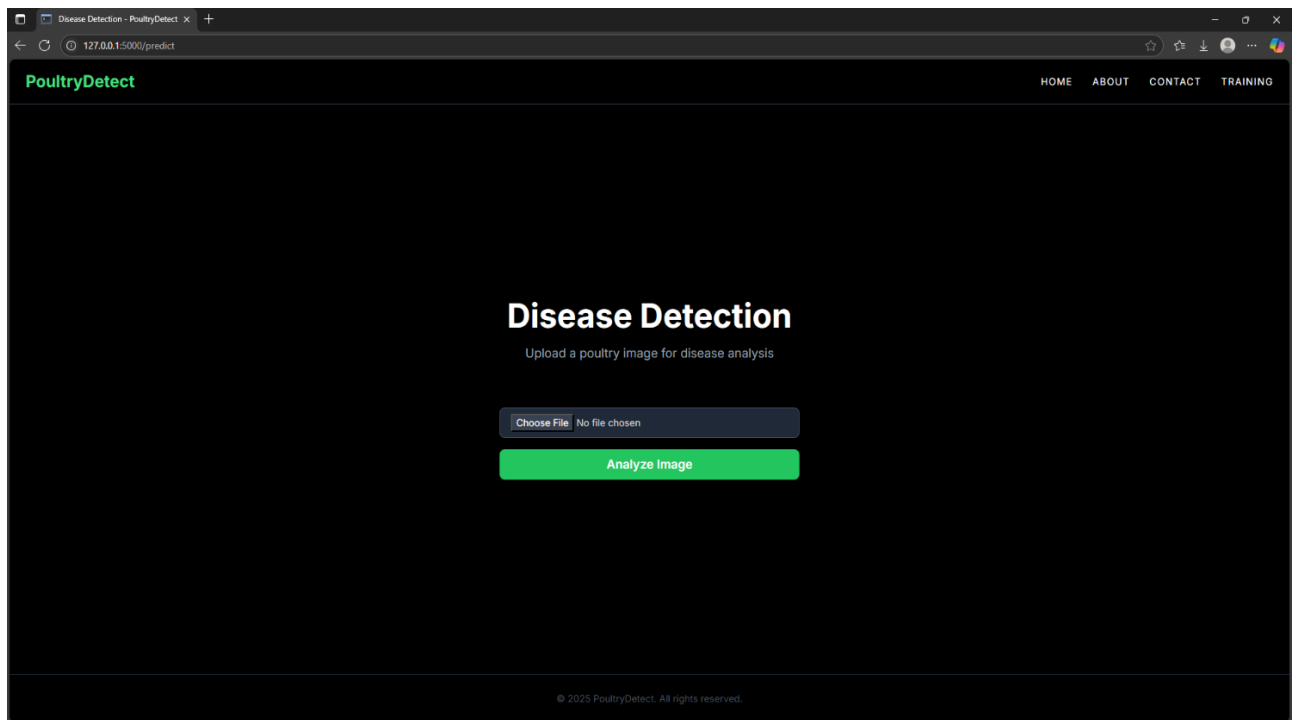 Disease Detection - PoultryDetect
127.0.0.1:5000/predict
PoultryDetect
HOME ABOUT CONTACT TRAINING
Disease Detection
Upload a poultry image for disease analysis
Choose File No file chosen
Analyze Image
© 2025 PoultryDetect. All rights reserved.